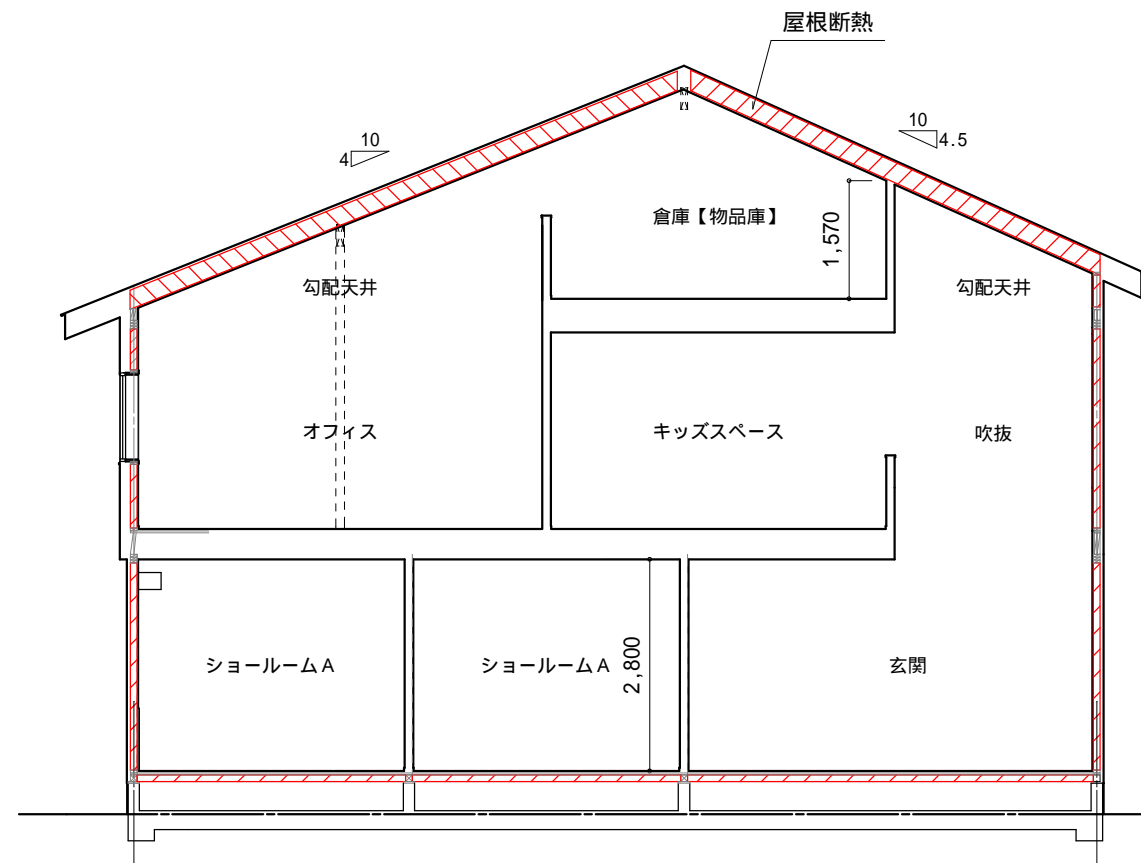 屋根断熱
10
4
10
4.5
倉庫【物品庫】
1,570
勾配天井
勾配天井
オフィス
キッズスペース
吹抜
ショールームA
ショールームA
2,800
玄関